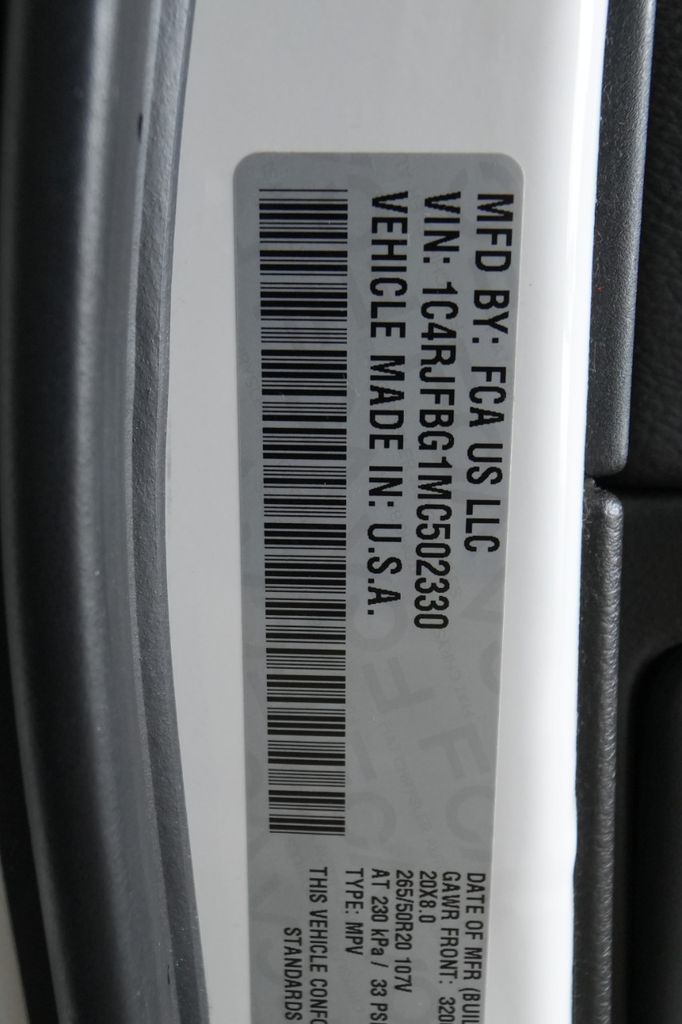 MFD BY: FCA US LLC
VIN: 1C4RJFBG1MC502330
VEHICLE MADE IN: U.S.A.
DATE OF MFR
GAWR FRONT:
20X8.0
265/50R20 107V
AT 230 kPa / 33
TYPE: MPV
THIS VEHICLE
STANDARDS